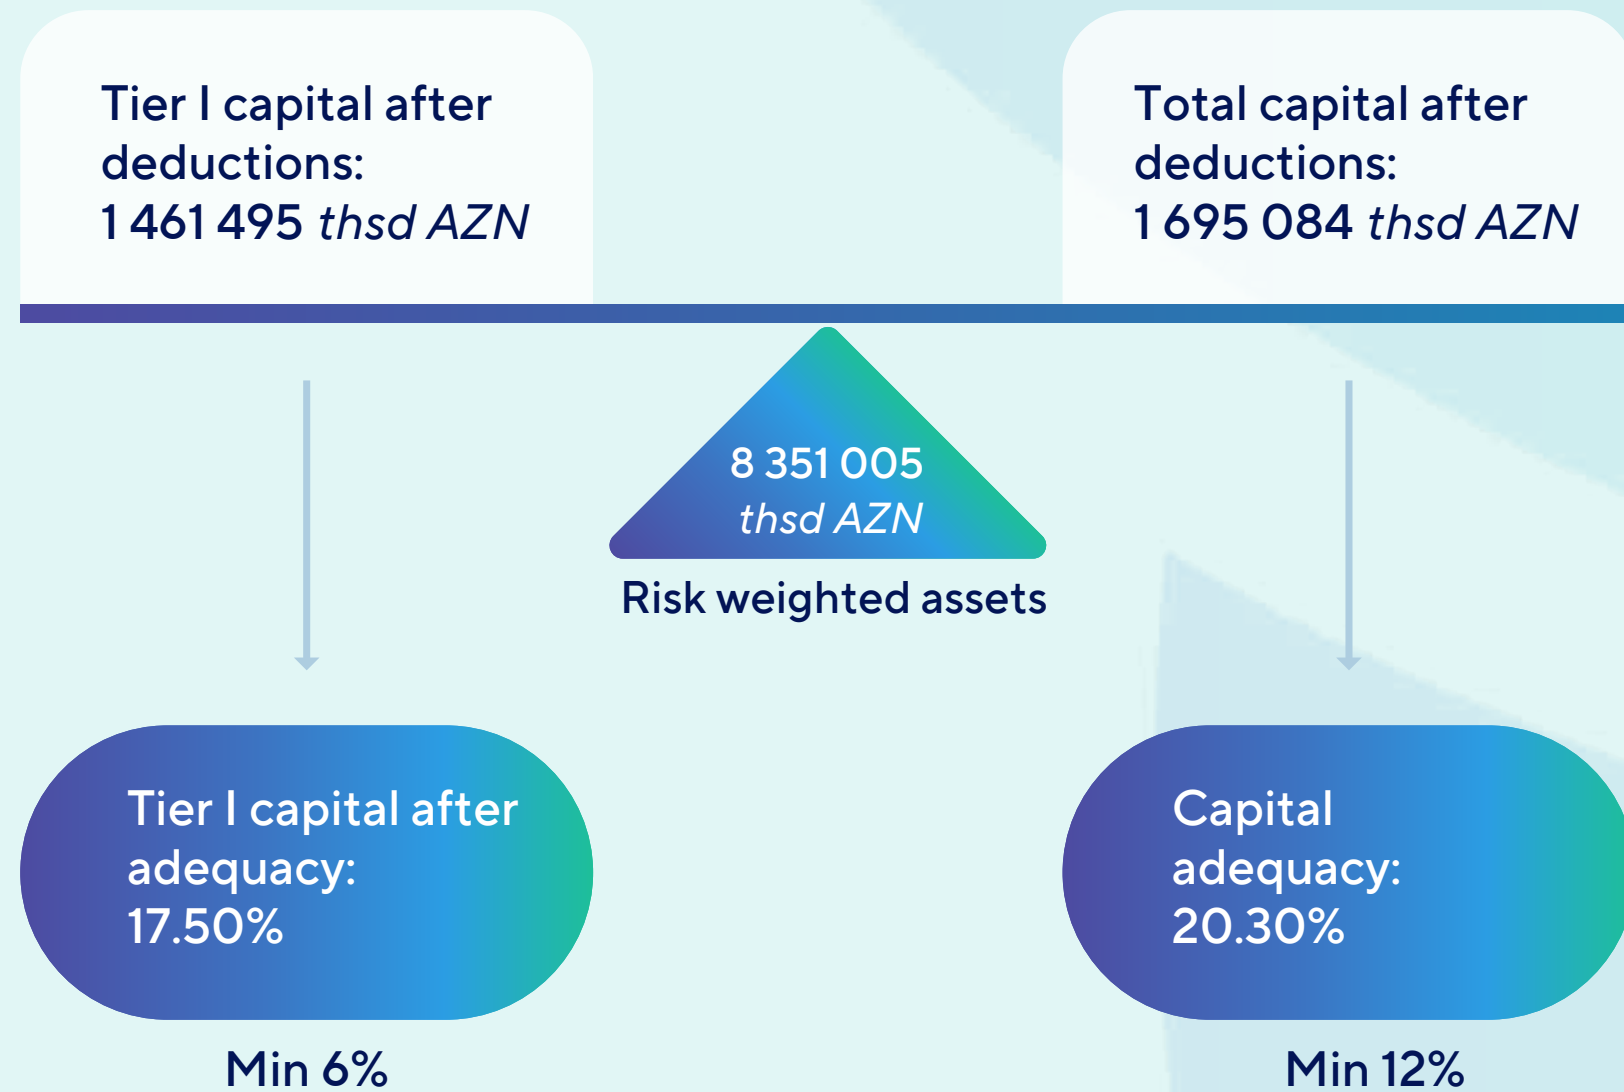 Tier I capital after
deductions:
1 461 495 thsd AZN
Total capital after
deductions:
1 695 084 thsd AZN
8 351 005
thsd AZN
Risk weighted assets
Tier I capital after
adequacy:
17.50%
Min 6%
Capital
adequacy:
20.30%
Min 12%